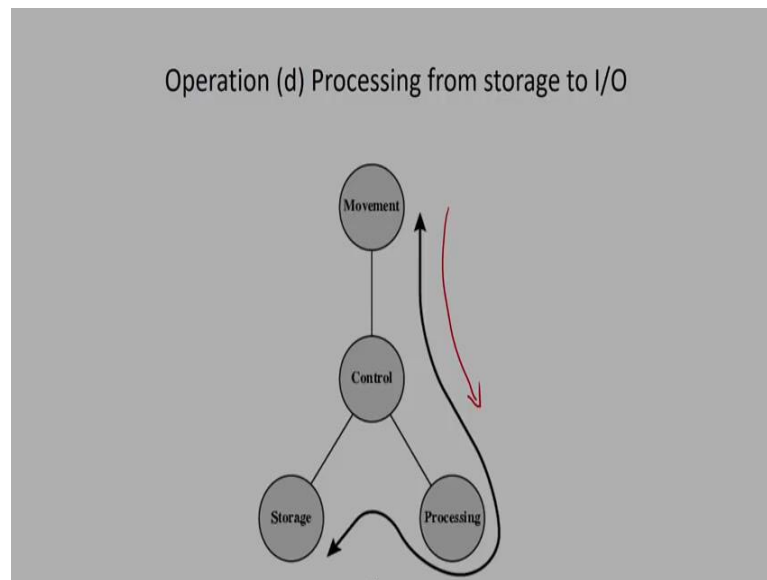 Operation (d) Processing from storage to I/O
Movement
Control
Storage
Processing